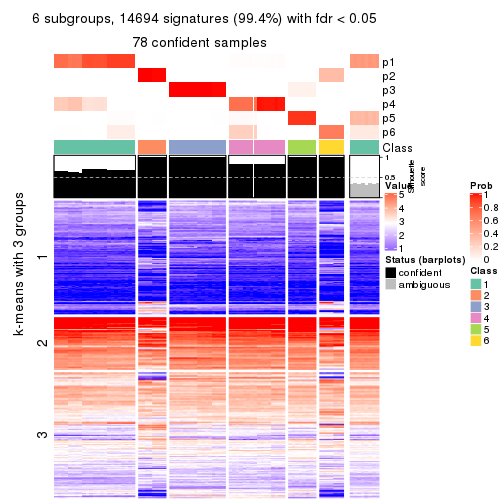 6 subgroups, 14694 signatures (99.4%) with fdr < 0.05
78 confident samples
p1
p2
p3
p4
p5
p6
Class
1
0.5
0
Silhouette
score
k-means with 3 groups
1
2
3
Value
5
4
3
2
1
Status (barplots)
confident
ambiguous
Prob
1
0.8
0.6
0.4
0.2
0
Class
1
2
3
4
5
6